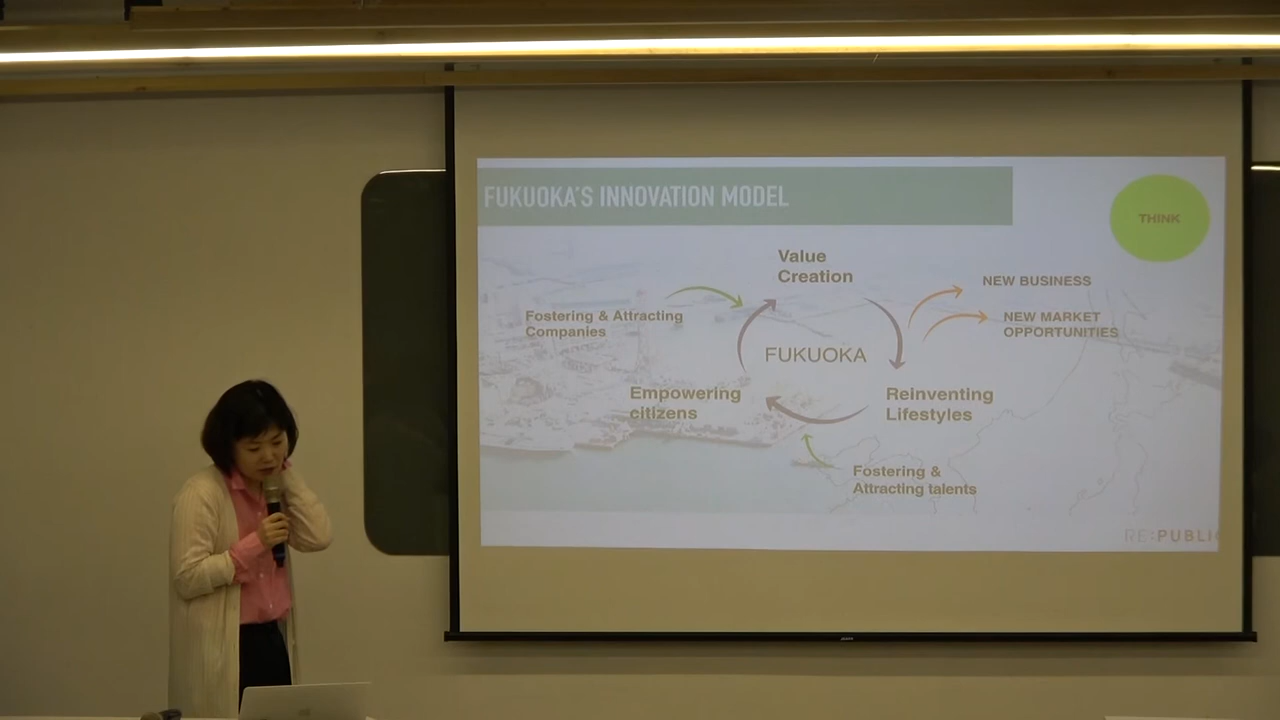 FUKUOKA'S INNOVATION MODEL
THINK
Value
Creation
NEW BUSINESS
NEW MARKET
OPPORTUNITIES
Fostering & Attracting
Companies
FUKUOKA
Empowering
citizens
Reinventing
Lifestyles
Fostering &
Attracting talents
RE:PUBLIC